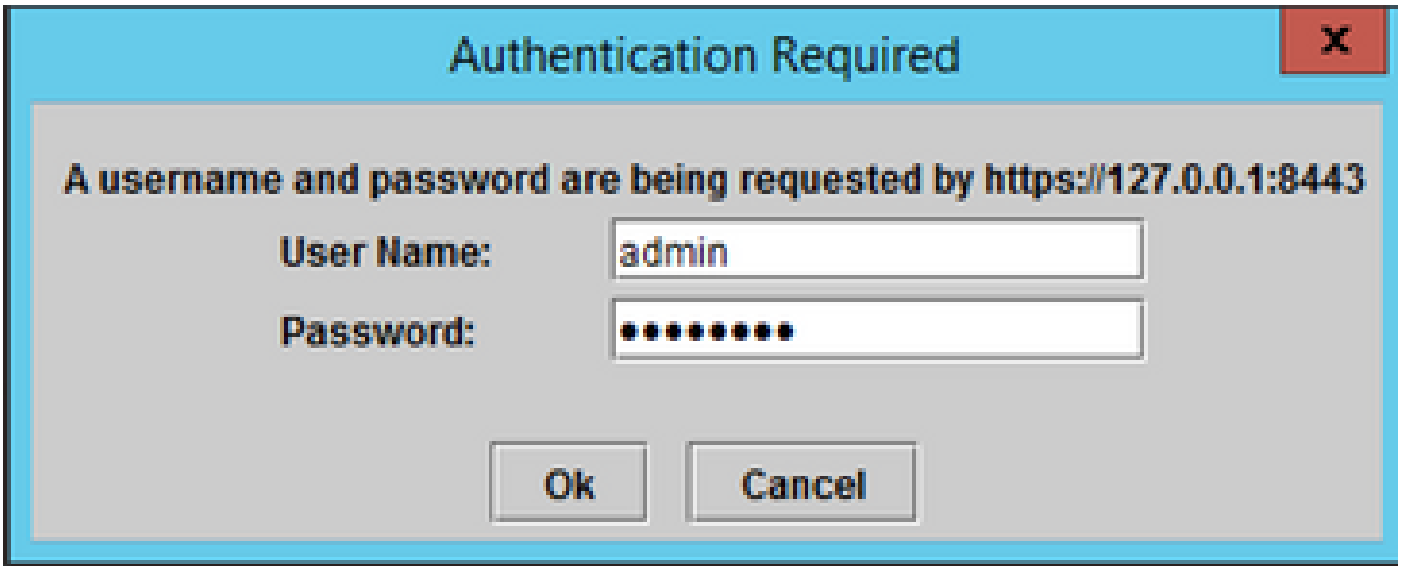 Authentication Required
x
A username and password are being requested by https://127.0.0.1:8443
User Name: admin
Password: ••••••••
Ok Cancel